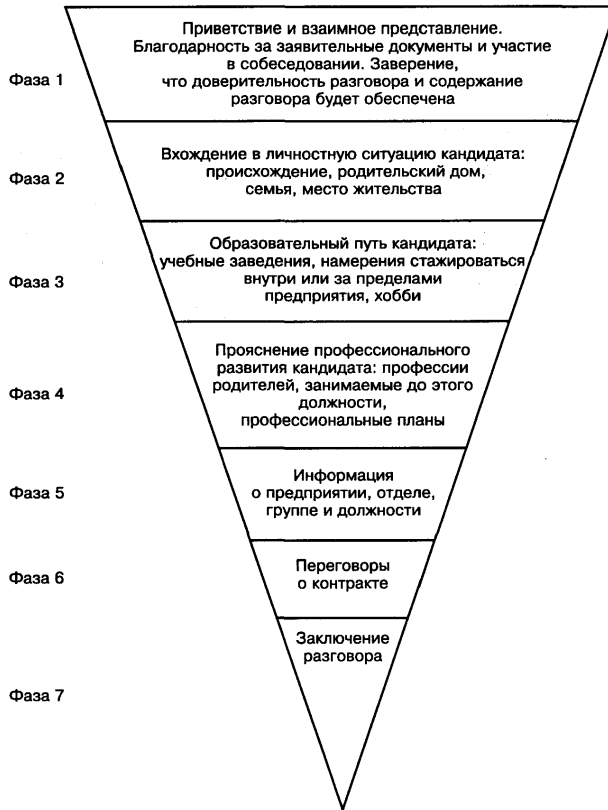 Приветствие и взаимное представление.
Благодарность за заявительные документы и участие
в собеседовании. Заверение,
Фаза 1
что доверительность разговора и содержание
разговора будет обеспечена
Вхождение в личностную ситуацию кандидата:
Фаза 2
происхождение, родительский дом,
семья, место жительства
Образовательный путь кандидата:
учебные заведения, намерения стажироваться
Фаза 3
внутри или за пределами
предприятия, хобби
Прояснение профессионального
развития кандидата: профессии
родителей, занимаемые до этого
Фаза 4
должности,
профессиональные планы
Информация
Фаза 5
о предприятии, отделе,
группе и должности
Фаза 6
Переговоры
о контракте
Заключение
разговора
Фаза 7